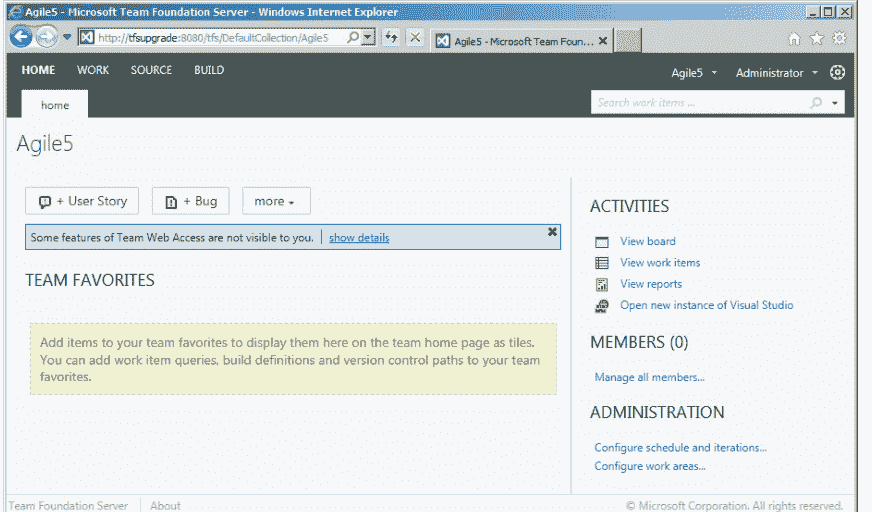 Agile5 - Microsoft Team Foundation Server - Windows Internet Explorer
http://tfsupgrade:8080/tfs/DefaultCollection/Agile5
Agile5 - Microsoft Team Foun...
HOME WORK SOURCE BUILD
Agile5 Administrator
home
Search work items ...
Agile5
+ User Story
+ Bug
more
Some features of Team Web Access are not visible to you. show details
TEAM FAVORITES
Add items to your team favorites to display them here on the team home page as tiles.
You can add work item queries, build definitions and version control paths to your team
favorites.
ACTIVITIES
View board
View work items
View reports
Open new instance of Visual Studio
MEMBERS (0)
Manage all members...
ADMINISTRATION
Configure schedule and iterations...
Configure work areas...
Team Foundation Server About
© Microsoft Corporation. All rights reserved.